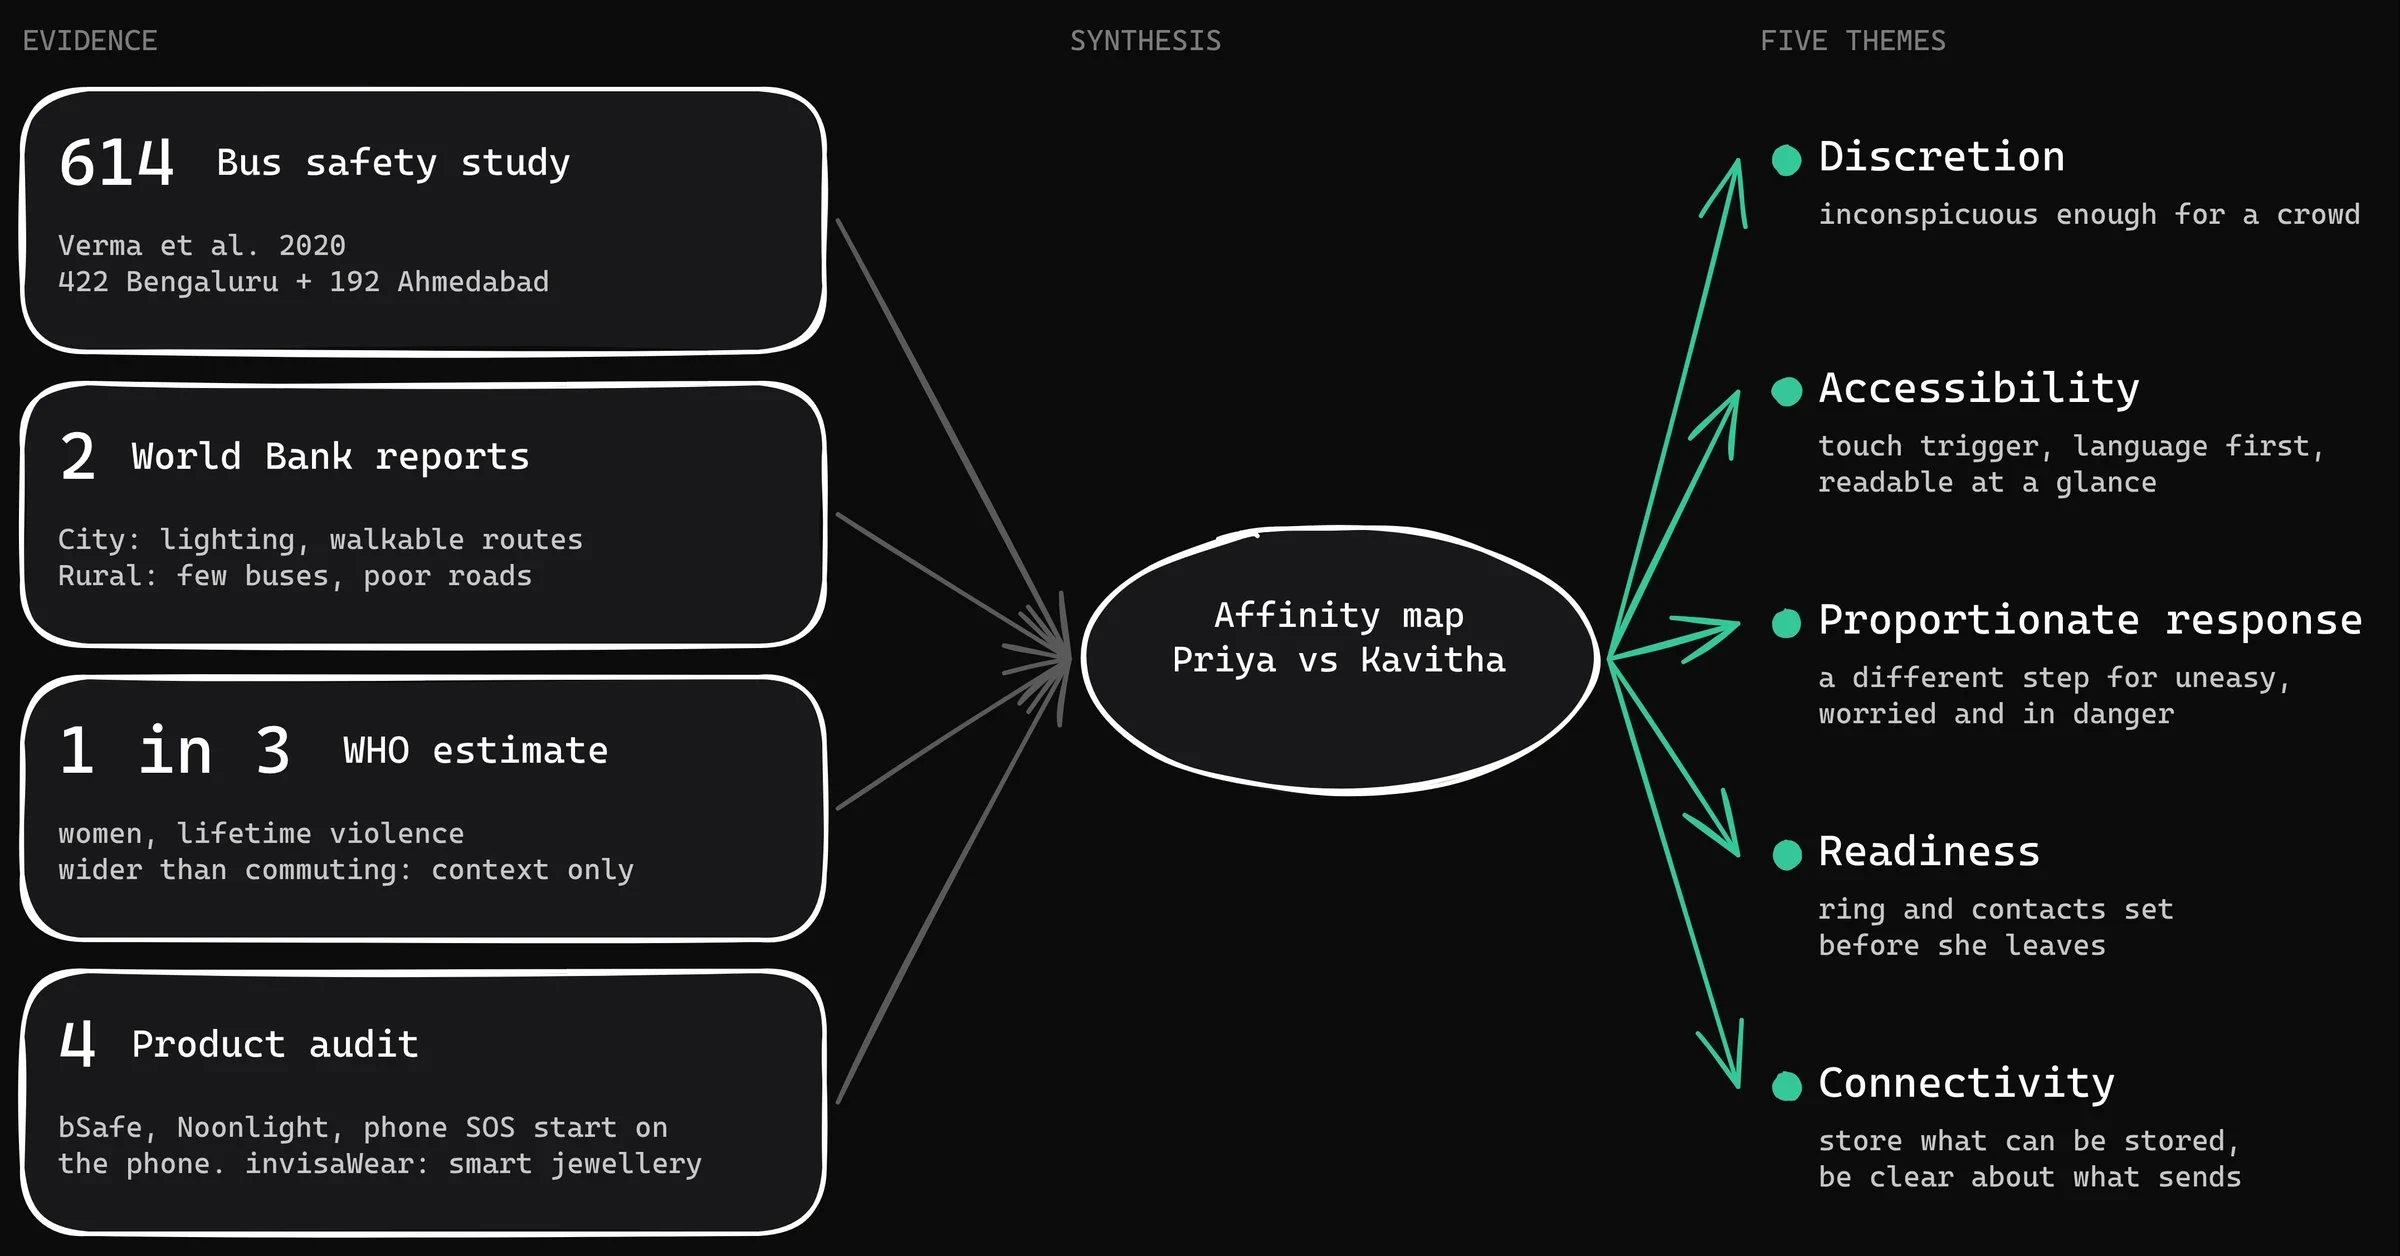 EVIDENCE
614 Bus safety study
Verma et al. 2020
422 Bengaluru + 192 Ahmedabad
2 World Bank reports
City: lighting, walkable routes
Rural: few buses, poor roads
1 in 3 WHO estimate
women, lifetime violence
wider than commuting: context only
4 Product audit
bSafe, Noonlight, phone SOS start on
the phone. invisaWear: smart jewellery
SYNTHESIS
Affinity map
Priya vs Kavitha
FIVE THEMES
Discretion
inconspicuous enough for a crowd
Accessibility
touch trigger, language first,
readable at a glance
Proportionate response
a different step for uneasy,
worried and in danger
Readiness
ring and contacts set
before she leaves
Connectivity
store what can be stored,
be clear about what sends